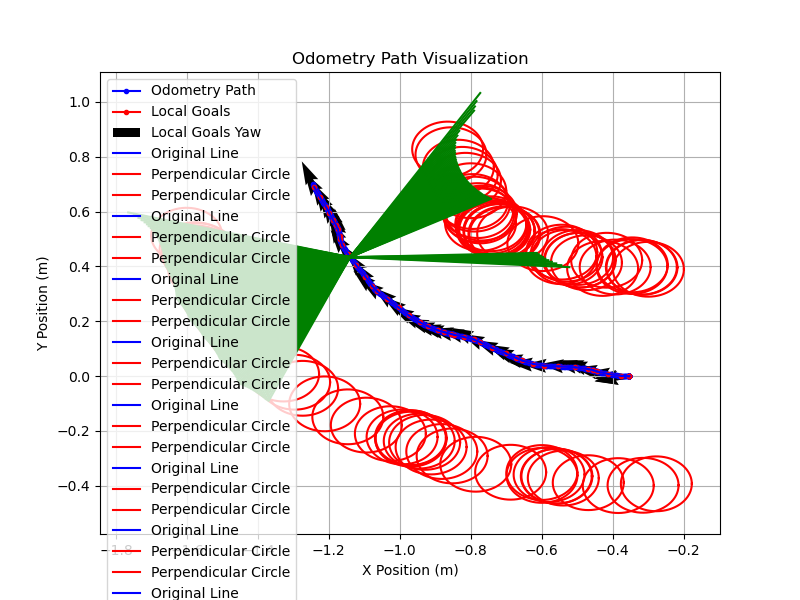 Odometry Path Visualization
Odometry Path
Local Goals
Local Goals Yaw
Original Line
Perpendicular Circle
Perpendicular Circle
Original Line
Perpendicular Circle
Perpendicular Circle
Original Line
Perpendicular Circle
Perpendicular Circle
Original Line
Perpendicular Circle
Perpendicular Circle
Original Line
Perpendicular Circle
Perpendicular Circle
Original Line
Perpendicular Circle
Perpendicular Circle
Original Line
Perpendicular Circle
Perpendicular Circle
Original Line
Y Position (m)
1.0
0.8
0.6
0.4
0.2
0.0
−0.2
−0.4
−1.8 −1.2 −1.0 −0.8 −0.6 −0.4 −0.2
X Position (m)